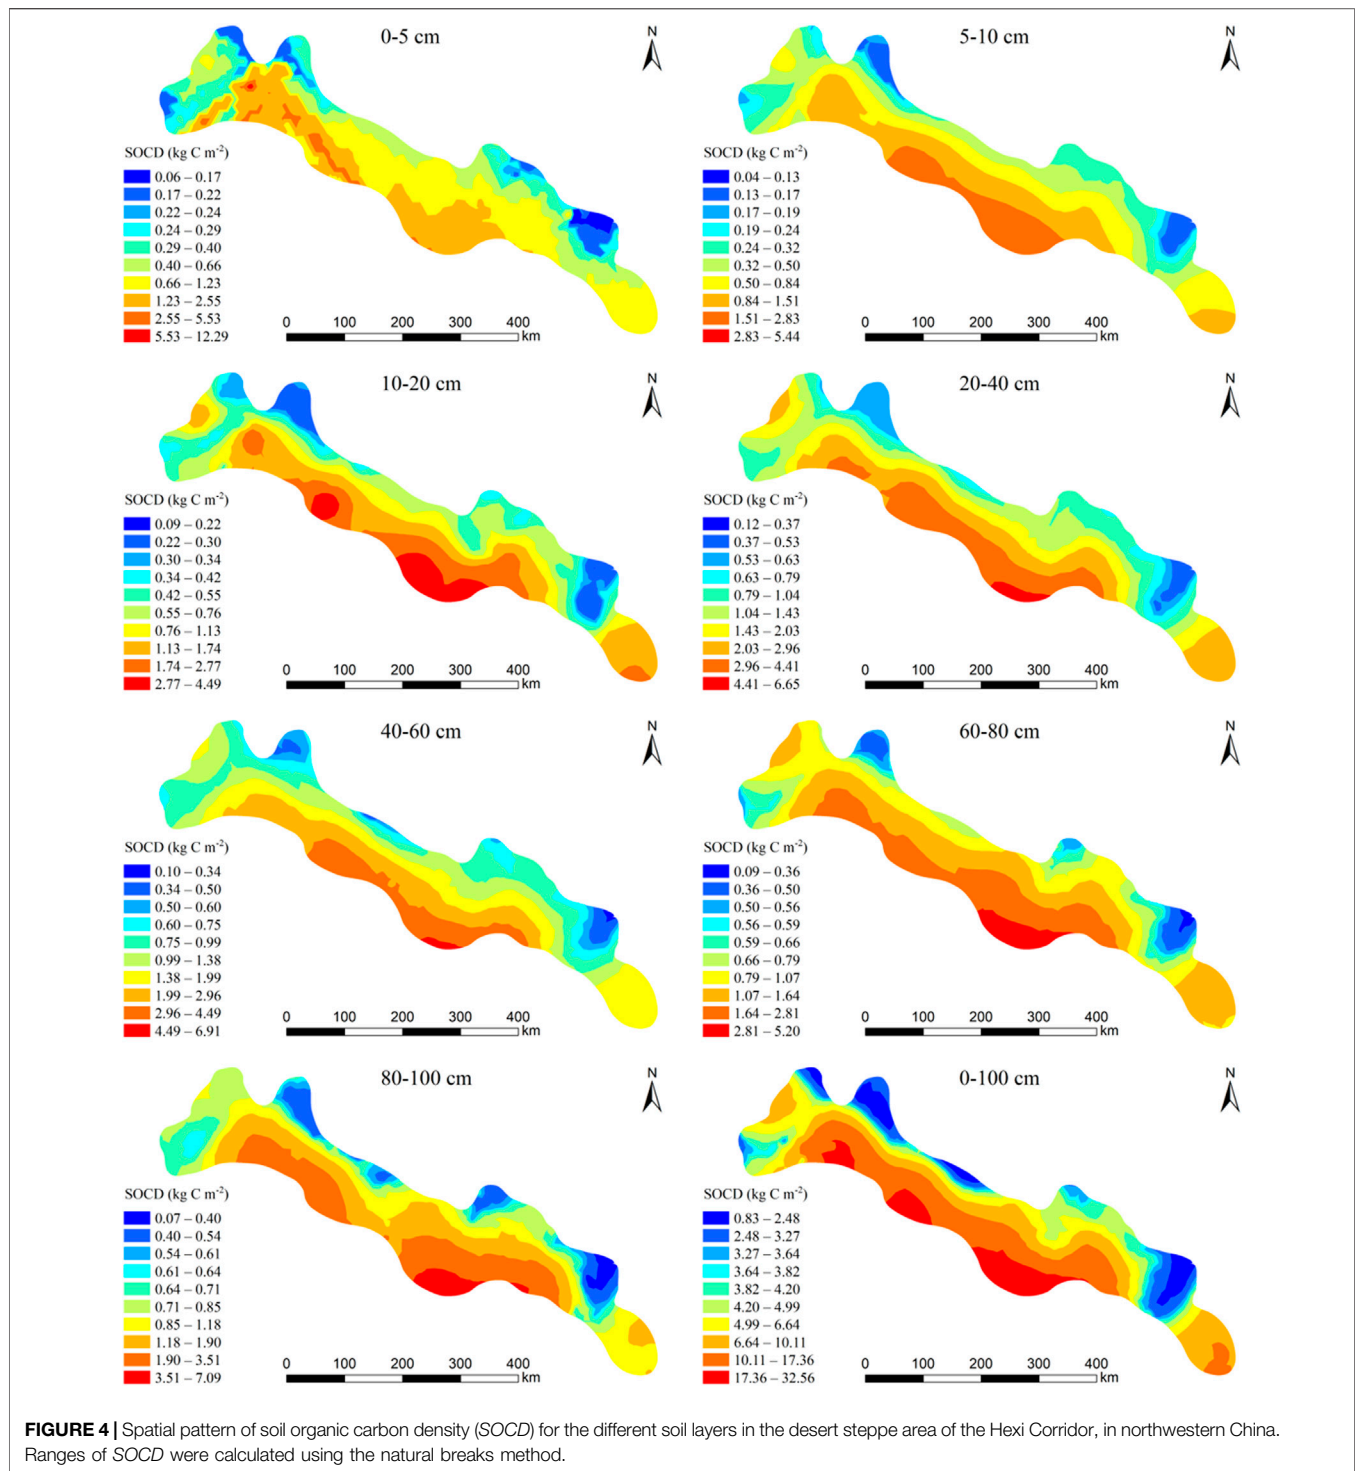 0-5 cm
N
SOCD (kg C m-2)
0.06 – 0.17
0.17 – 0.22
0.22 – 0.24
0.24 – 0.29
0.29 – 0.40
0.40 – 0.66
0.66 – 1.23
1.23 – 2.55
2.55 – 5.53
5.53 – 12.29
0 100 200 300 400
km
5-10 cm
N
SOCD (kg C m-2)
0.04 – 0.13
0.13 – 0.17
0.17 – 0.19
0.19 – 0.24
0.24 – 0.32
0.32 – 0.50
0.50 – 0.84
0.84 – 1.51
1.51 – 2.83
2.83 – 5.44
0 100 200 300 400
km
10-20 cm
N
SOCD (kg C m-2)
0.09 – 0.22
0.22 – 0.30
0.30 – 0.34
0.34 – 0.42
0.42 – 0.55
0.55 – 0.76
0.76 – 1.13
1.13 – 1.74
1.74 – 2.77
2.77 – 4.49
0 100 200 300 400
km
20-40 cm
N
SOCD (kg C m-2)
0.12 – 0.37
0.37 – 0.53
0.53 – 0.63
0.63 – 0.79
0.79 – 1.04
1.04 – 1.43
1.43 – 2.03
2.03 – 2.96
2.96 – 4.41
4.41 – 6.65
0 100 200 300 400
km
40-60 cm
N
SOCD (kg C m-2)
0.10 – 0.34
0.34 – 0.50
0.50 – 0.60
0.60 – 0.75
0.75 – 0.99
0.99 – 1.38
1.38 – 1.99
1.99 – 2.96
2.96 – 4.49
4.49 – 6.91
0 100 200 300 400
km
60-80 cm
N
SOCD (kg C m-2)
0.09 – 0.36
0.36 – 0.50
0.50 – 0.56
0.56 – 0.59
0.59 – 0.66
0.66 – 0.79
0.79 – 1.07
1.07 – 1.64
1.64 – 2.81
2.81 – 5.20
0 100 200 300 400
km
80-100 cm
N
SOCD (kg C m-2)
0.07 – 0.40
0.40 – 0.54
0.54 – 0.61
0.61 – 0.64
0.64 – 0.71
0.71 – 0.85
0.85 – 1.18
1.18 – 1.90
1.90 – 3.51
3.51 – 7.09
0 100 200 300 400
km
0-100 cm
N
SOCD (kg C m-2)
0.83 – 2.48
2.48 – 3.27
3.27 – 3.64
3.64 – 3.82
3.82 – 4.20
4.20 – 4.99
4.99 – 6.64
6.64 – 10.11
10.11 – 17.36
17.36 – 32.56
0 100 200 300 400
km
FIGURE 4 | Spatial pattern of soil organic carbon density (SOCD) for the different soil layers in the desert steppe area of the Hexi Corridor, in northwestern China.
Ranges of SOCD were calculated using the natural breaks method.